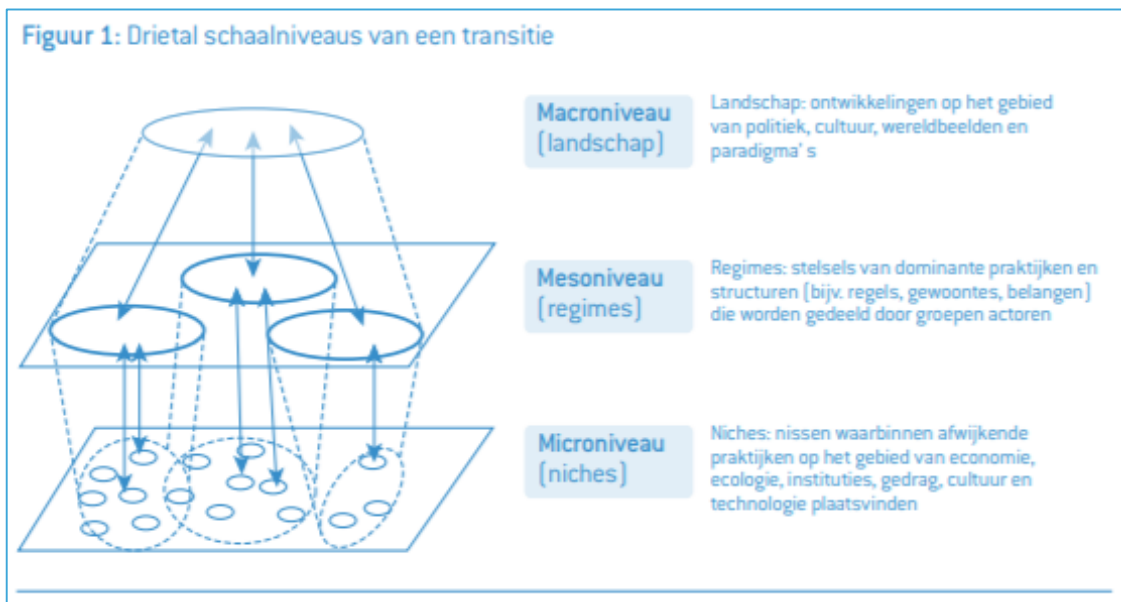 Figuur 1: Drietal schaalniveaus van een transitie
Macroniveau
(landschap)
Landschap: ontwikkelingen op het gebied
van politiek, cultuur, wereldbeelden en
paradigma' s
Mesoniveau
(regimes)
Regimes: stelsels van dominante praktijken en
structuren (bijv. regels, gewoontes, belangen)
die worden gedeeld door groepen actoren
Microniveau
(niches)
Niches: nissen waarbinnen afwijkende
praktijken op het gebied van economie,
ecologie, instituties, gedrag, cultuur en
technologie plaatsvinden